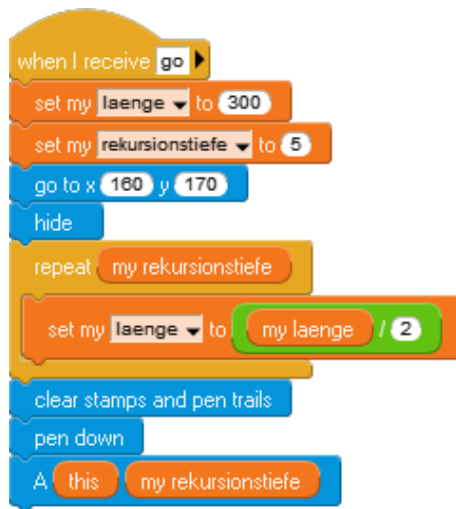 when I receive go
set my laenge to 300
set my rekursionstiefe to 5
go to x 160 y 170
hide
repeat my rekursionstiefe
set my laenge to my laenge / 2
clear stamps and pen trails
pen down
A this my rekursionstiefe